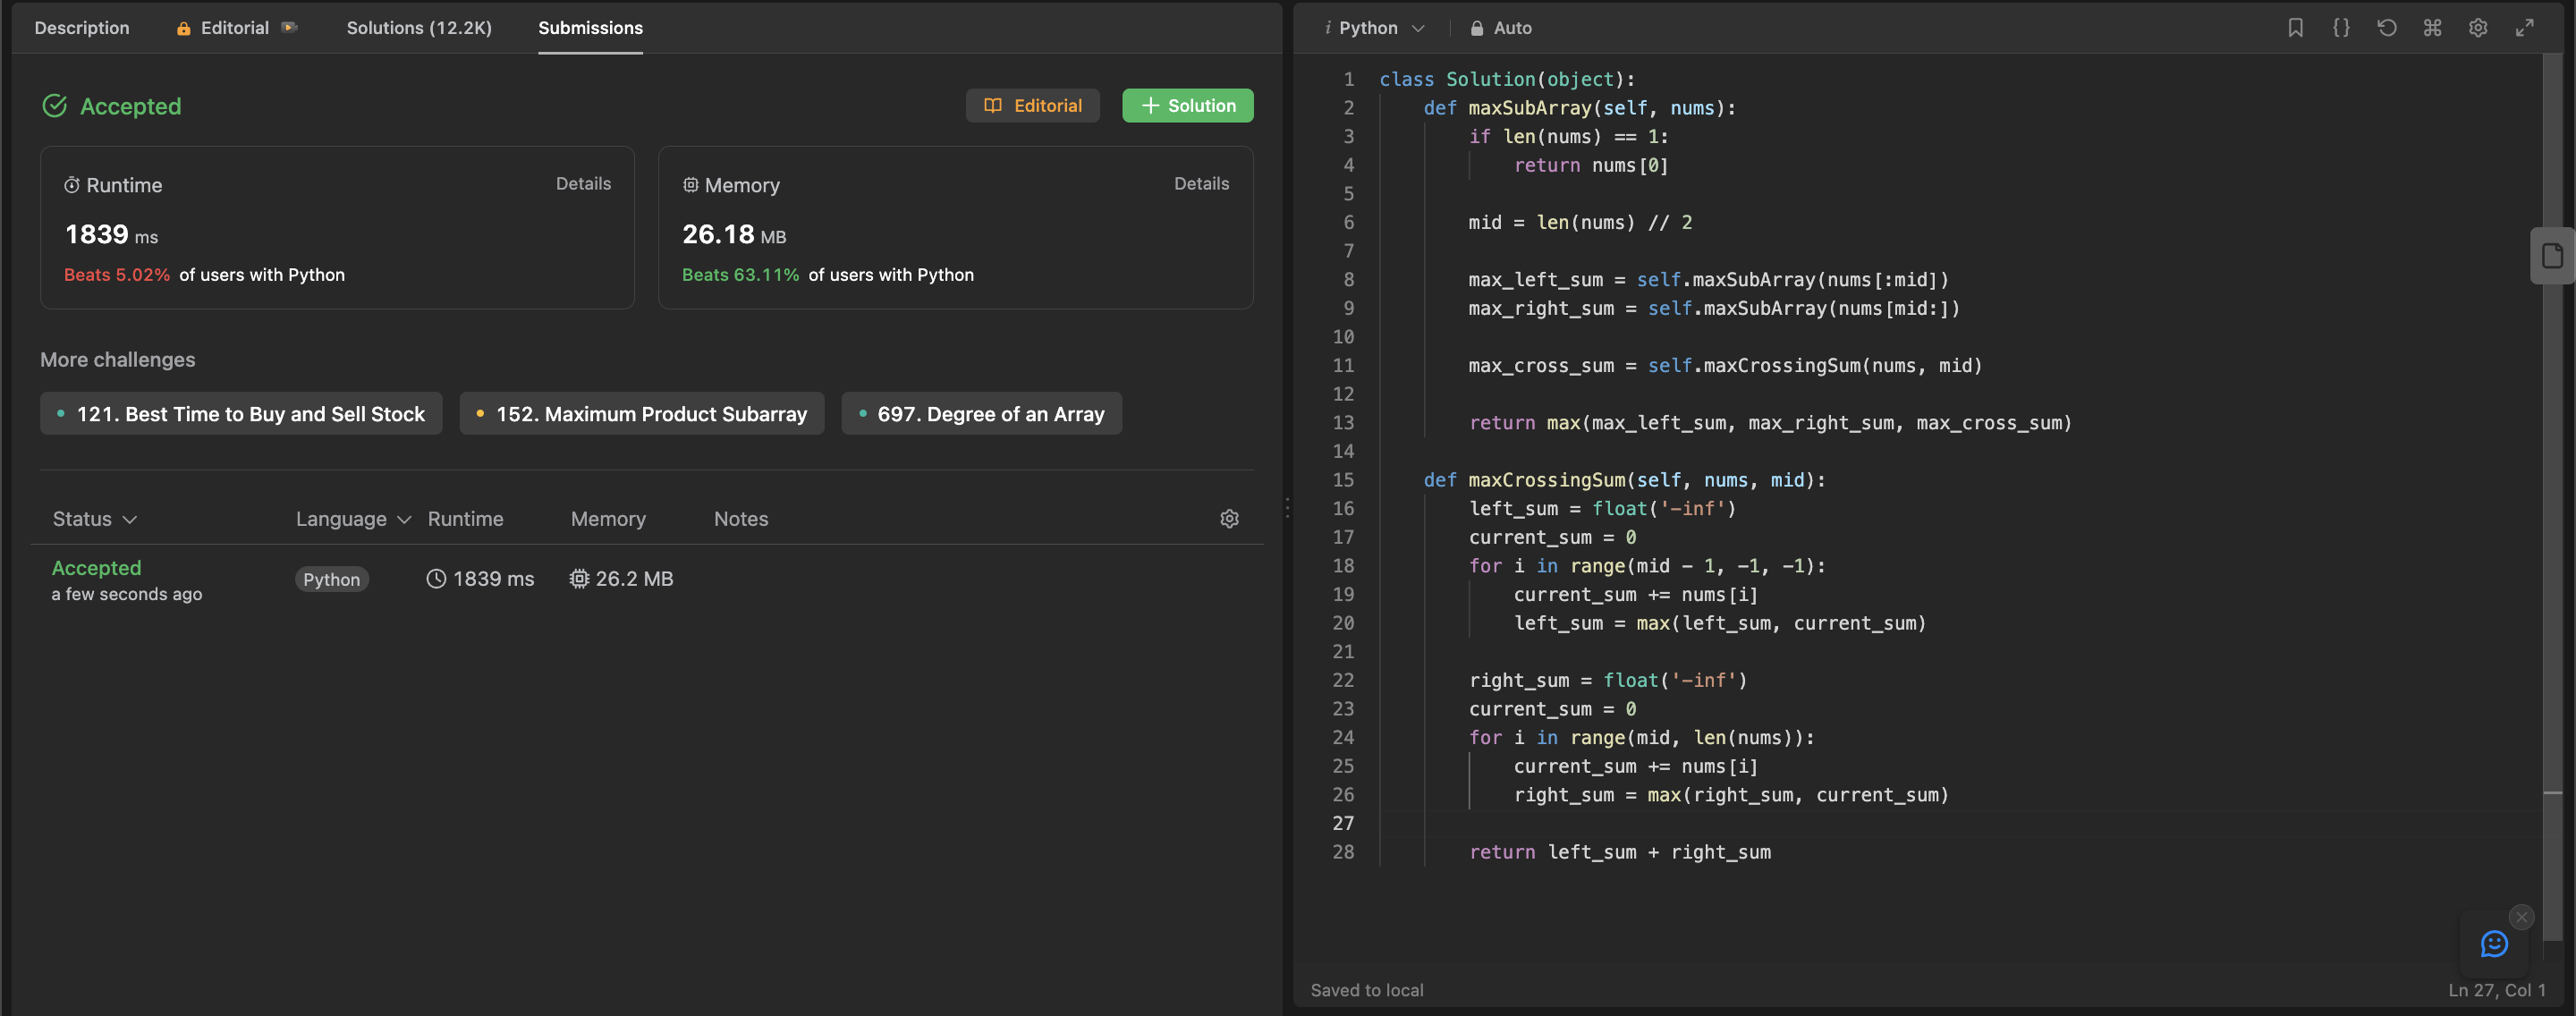 Description
Editorial
Solutions (12.2K)
Submissions
Accepted
Editorial
Solution
Runtime
Details
1839 ms
Beats 5.02% of users with Python
Memory
Details
26.18 MB
Beats 63.11% of users with Python
More challenges
121. Best Time to Buy and Sell Stock
152. Maximum Product Subarray
697. Degree of an Array
Status Language Runtime Memory Notes
Accepted
a few seconds ago
Python
1839 ms
26.2 MB
i Python
Auto
1 class Solution(object):
2     def maxSubArray(self, nums):
3         if len(nums) == 1:
4             return nums[0]
5
6         mid = len(nums) // 2
7
8         max_left_sum = self.maxSubArray(nums[:mid])
9         max_right_sum = self.maxSubArray(nums[mid:])
10
11         max_cross_sum = self.maxCrossingSum(nums, mid)
12
13         return max(max_left_sum, max_right_sum, max_cross_sum)
14
15     def maxCrossingSum(self, nums, mid):
16         left_sum = float('-inf')
17         current_sum = 0
18         for i in range(mid - 1, -1, -1):
19             current_sum += nums[i]
20             left_sum = max(left_sum, current_sum)
21
22         right_sum = float('-inf')
23         current_sum = 0
24         for i in range(mid, len(nums)):
25             current_sum += nums[i]
26             right_sum = max(right_sum, current_sum)
27
28         return left_sum + right_sum
Saved to local
Ln 27, Col 1